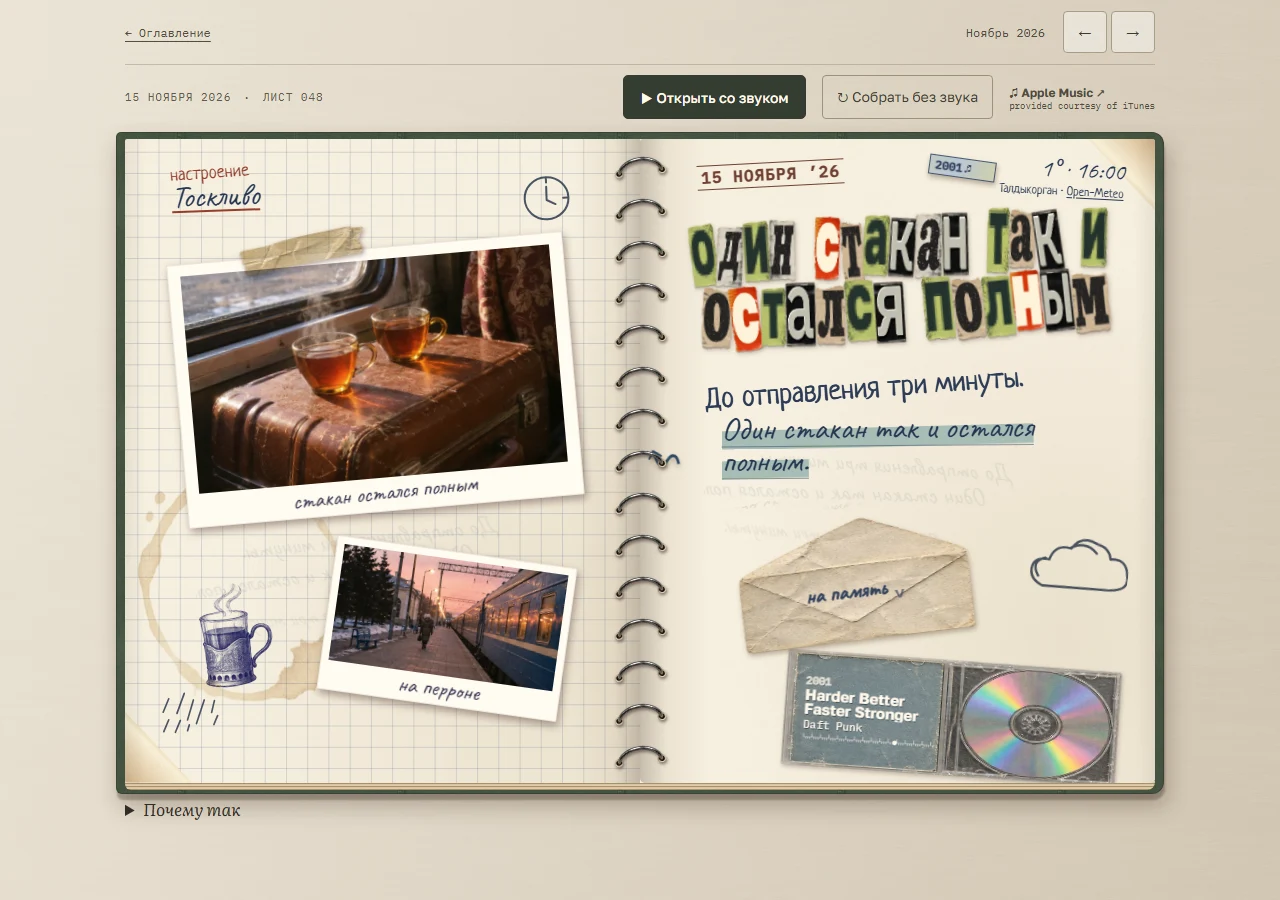 ← Оглавление
Ноябрь 2026
←
→
15 НОЯБРЯ 2026 · ЛИСТ 048
▶ Открыть со звуком
↻ Собрать без звука
♫ Apple Music ↗
provided courtesy of iTunes
настроение
Тоскливо
стакан остался полным
на перроне
15 НОЯБРЯ ’26
2001♫
1°· 16:00
Талдыкорган · Open-Meteo
ОДИН СТАКАН ТАК И
ОСТАЛСЯ ПОЛНЫМ
До отправления три минуты.
Один стакан так и остался
полным.
на память
2001
Harder Better
Faster Stronger
Daft Punk
▶ Почему так